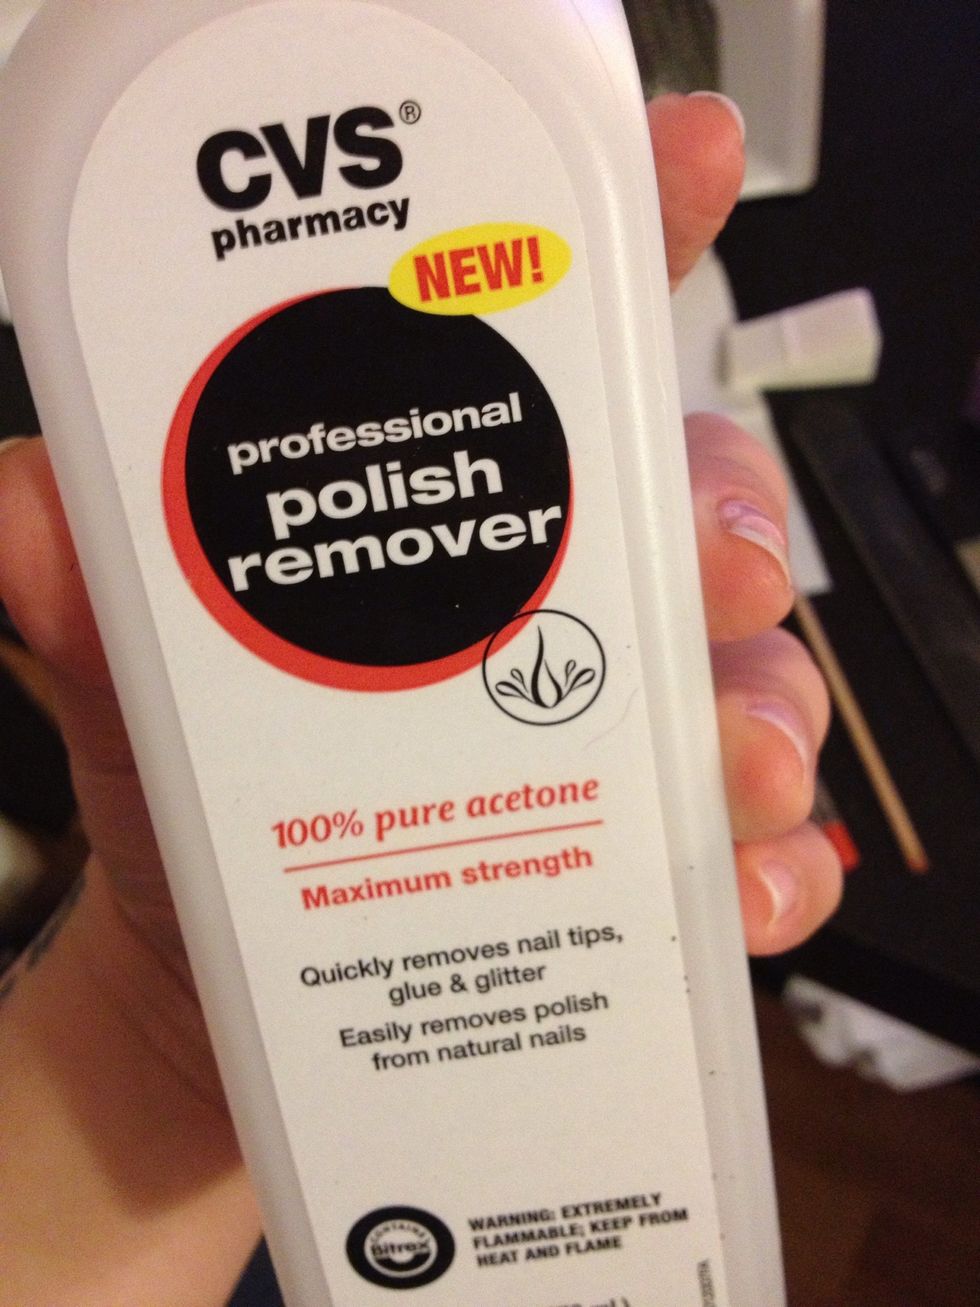 CVS®
pharmacy
NEW!
professional
polish
remover
100% pure acetone
Maximum strength
Quickly removes nail tips,
glue & glitter
Easily removes polish
from natural nails
CONTAINS
Bitrex
WARNING: EXTREMELY
FLAMMABLE; KEEP FROM
HEAT AND FLAME